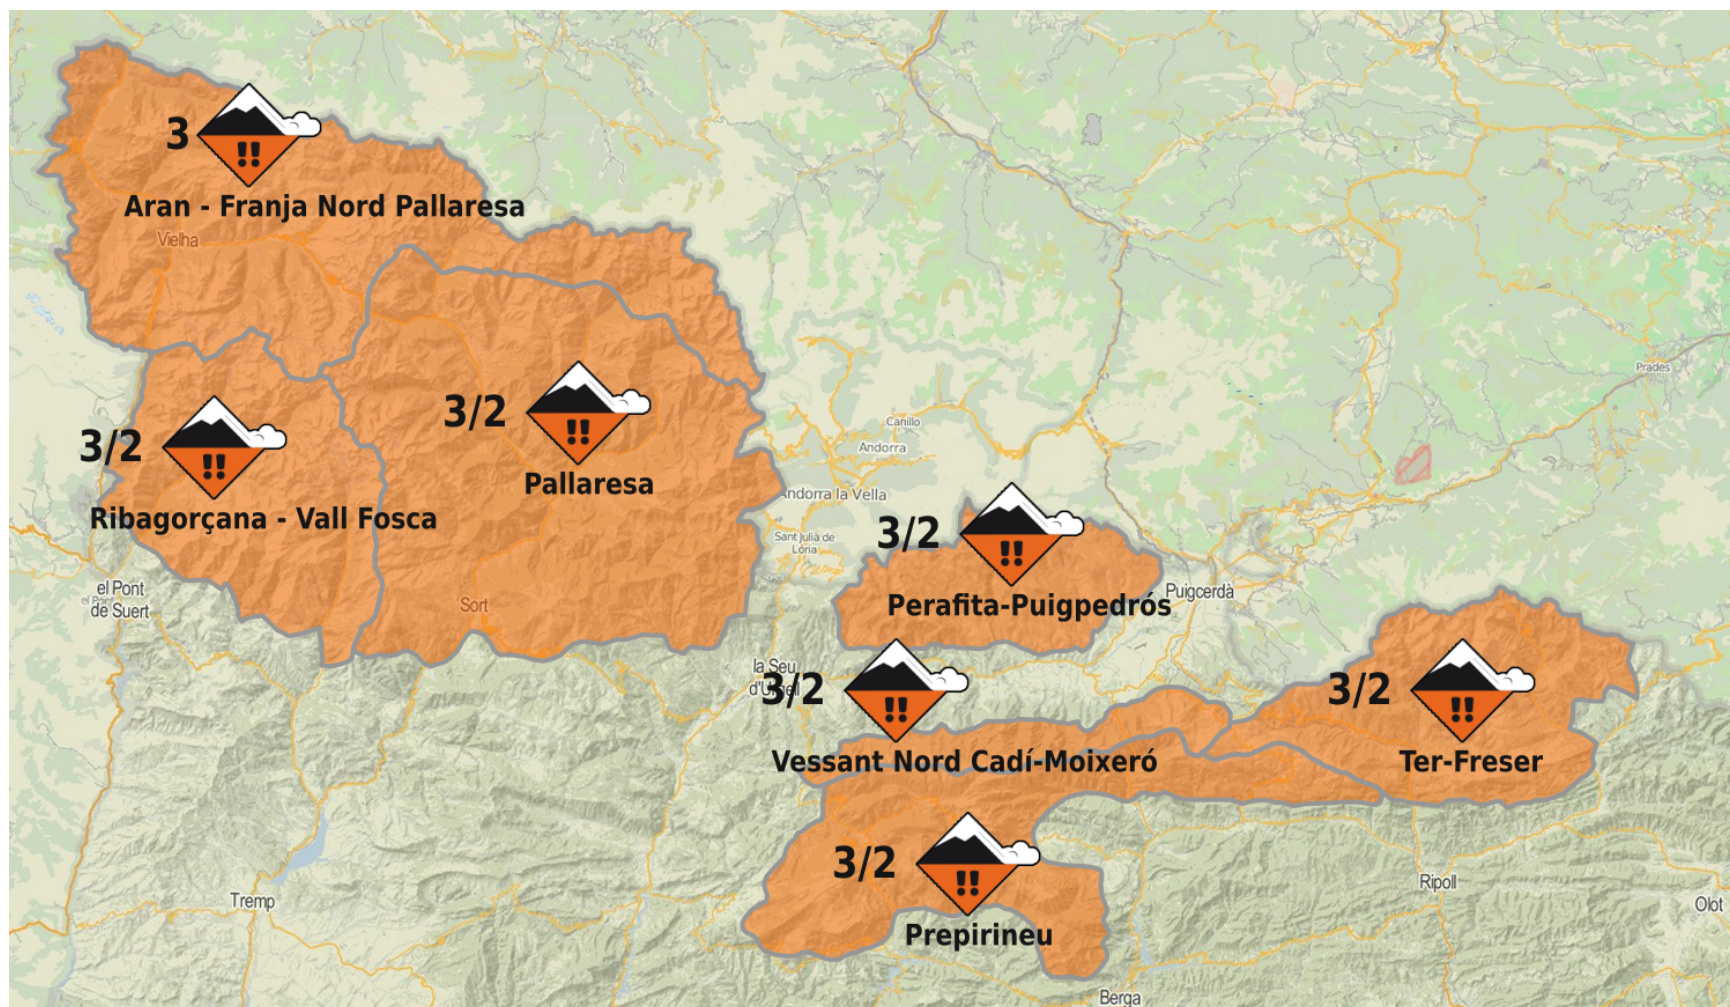 3
!!
Aran - Franja Nord Pallaresa
Vielha
3/2
!!
Pallaresa
3/2
!!
Ribagorçana - Vall Fosca
Prades
Canillo
Andorra
Andorra la Vella
Sant Julià de
Lòria
3/2
!!
Perafita-Puigpedrós
Puigcerdà
el Pont
de Suert
Sort
la Seu
d'Urgell
3/2
!!
Vessant Nord Cadí-Moixeró
3/2
!!
Ter-Freser
3/2
!!
Prepirineu
Tremp
Ripoll
Olot
Berga